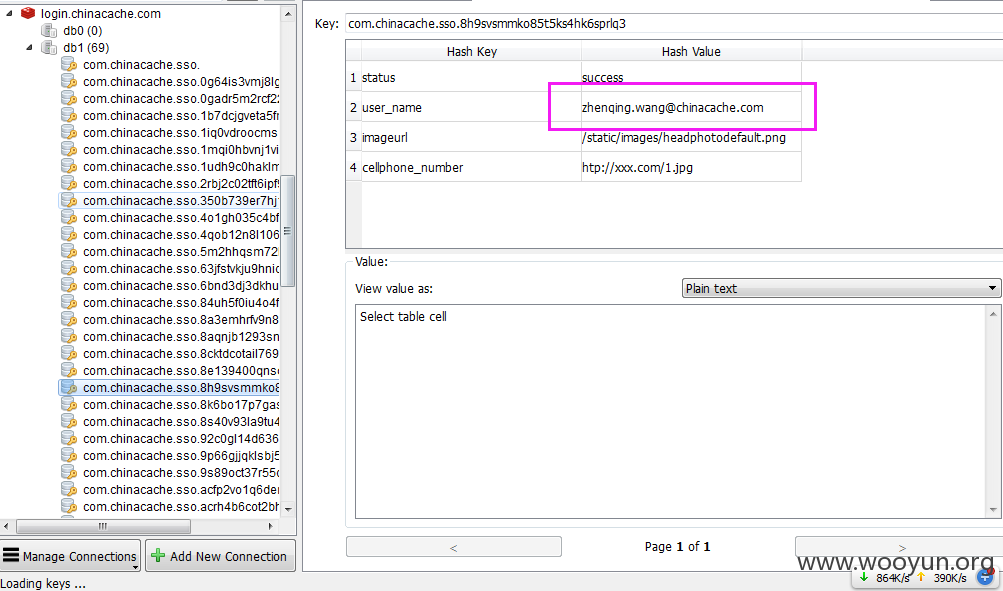 login.chinacache.com
db0 (0)
db1 (69)
com.chinacache.sso.
com.chinacache.sso.0g64is3vmj8lg
com.chinacache.sso.0gadr5m2rcf22
com.chinacache.sso.1b7dcjgveta5fr
com.chinacache.sso.1iq0vdroocms
com.chinacache.sso.1mqi0hbvnj1vi
com.chinacache.sso.1udh9c0haklm
com.chinacache.sso.2rbj2c02tft6ipf9
com.chinacache.sso.350b739er7hj
com.chinacache.sso.4o1gh035c4bf
com.chinacache.sso.4qob12n8l106
com.chinacache.sso.5m2hhqsm72
com.chinacache.sso.63jfstvkju9hnio
com.chinacache.sso.6bnd3dj3dkhu
com.chinacache.sso.84uh5f0iu4o4f
com.chinacache.sso.8a3emhrfv9n8
com.chinacache.sso.8aqnjb1293sn
com.chinacache.sso.8cktdcotail769
com.chinacache.sso.8e139400qnso
com.chinacache.sso.8h9svsmmko8
com.chinacache.sso.8k6bo17p7gas
com.chinacache.sso.8s40v93la9tu4
com.chinacache.sso.92c0gl14d636
com.chinacache.sso.9p66gjjqklsbj5
com.chinacache.sso.9s89oct37r55c
com.chinacache.sso.acfp2vo1q6de
com.chinacache.sso.acrh4b6cot2bh
Manage Connections
Add New Connection
Loading keys ...
Key: com.chinacache.sso.8h9svsmmko85t5ks4hk6sprlq3
Hash Key Hash Value
1 status success
2 user_name zhenqing.wang@chinacache.com
3 imageurl /static/images/headphotodefault.png
4 cellphone_number htp://xxx.com/1.jpg
Value:
View value as: Plain text
Select table cell
< Page 1 of 1 >
www.wooyun.org
864K/s 390K/s